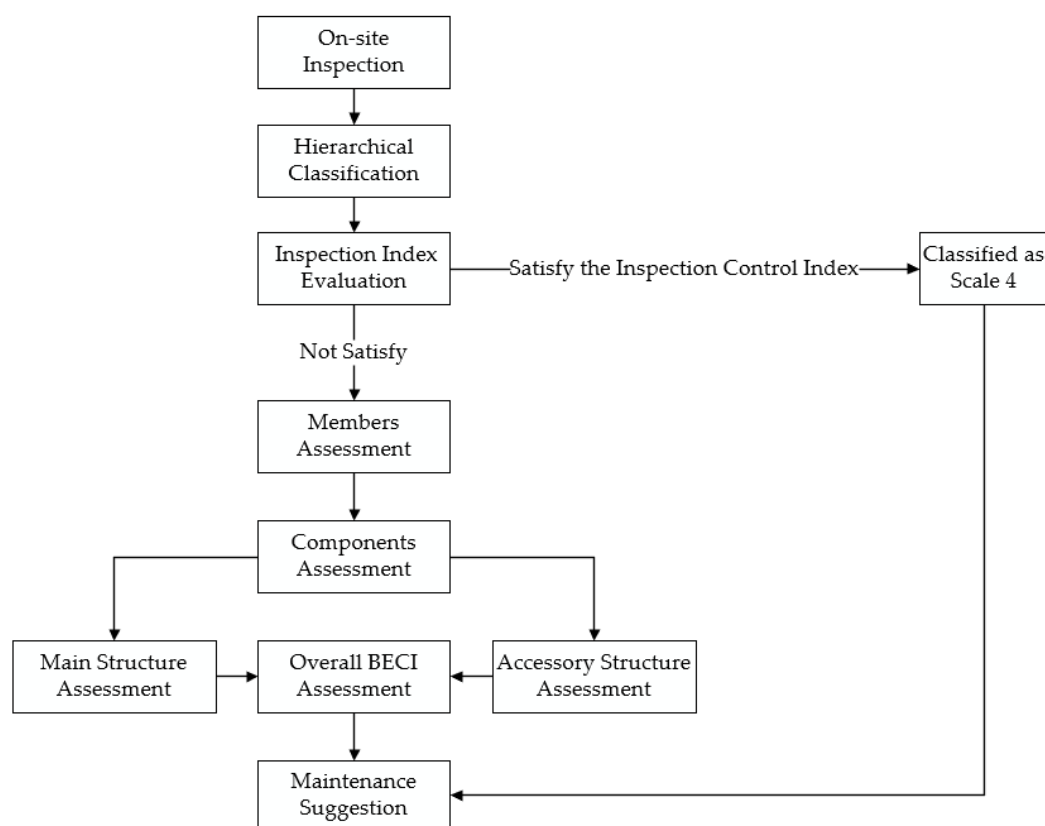 On-site
Inspection
Hierarchical
Classification
Inspection Index
Evaluation
Satisfy the Inspection Control Index
Classified as
Scale 4
Not Satisfy
Members
Assessment
Components
Assessment
Main Structure
Assessment
Overall BECI
Assessment
Accessory Structure
Assessment
Maintenance
Suggestion